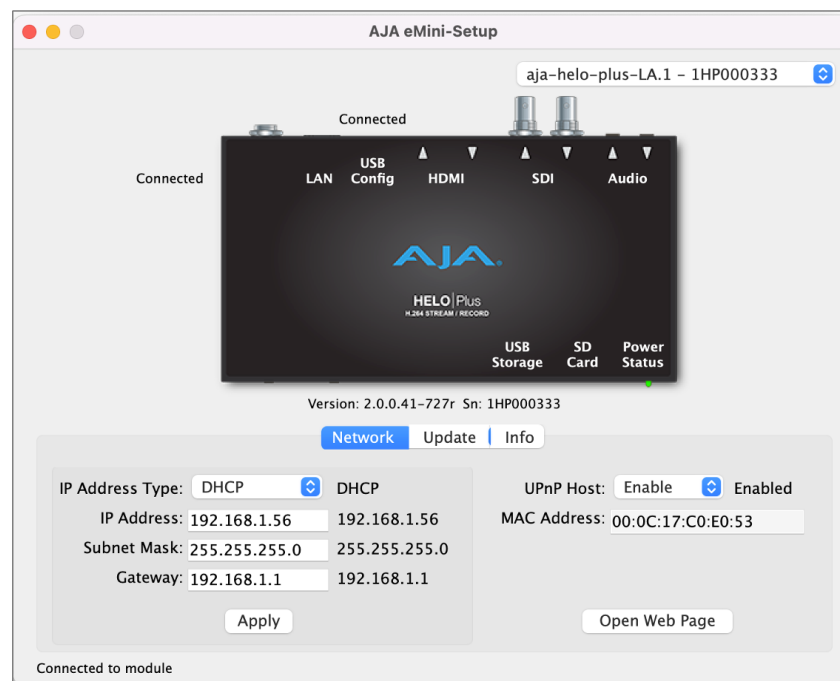 AJA eMini-Setup
aja-helo-plus-LA.1 - 1HP000333
Connected
Connected
LAN
USB Config
HDMI
SDI
Audio
AJA
HELO|Plus
H.264 STREAM / RECORD
USB Storage
SD Card
Power Status
Version: 2.0.0.41-727r Sn: 1HP000333
Network Update Info
IP Address Type: DHCP DHCP
IP Address: 192.168.1.56 192.168.1.56
Subnet Mask: 255.255.255.0 255.255.255.0
Gateway: 192.168.1.1 192.168.1.1
Apply
UPnP Host: Enable Enabled
MAC Address: 00:0C:17:C0:E0:53
Open Web Page
Connected to module